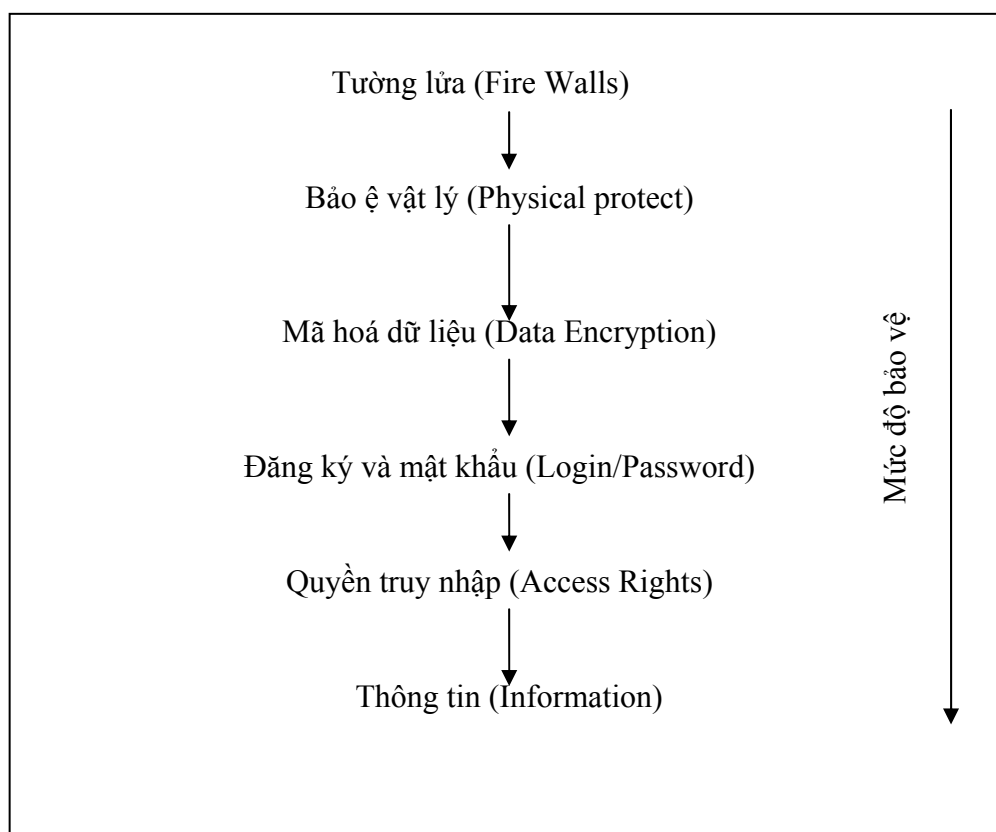 Tường lửa (Fire Walls)
Bảo ệ vật lý (Physical protect)
Mã hoá dữ liệu (Data Encryption)
Đăng ký và mật khẩu (Login/Password)
Quyền truy nhập (Access Rights)
Thông tin (Information)
Mức độ bảo vệ